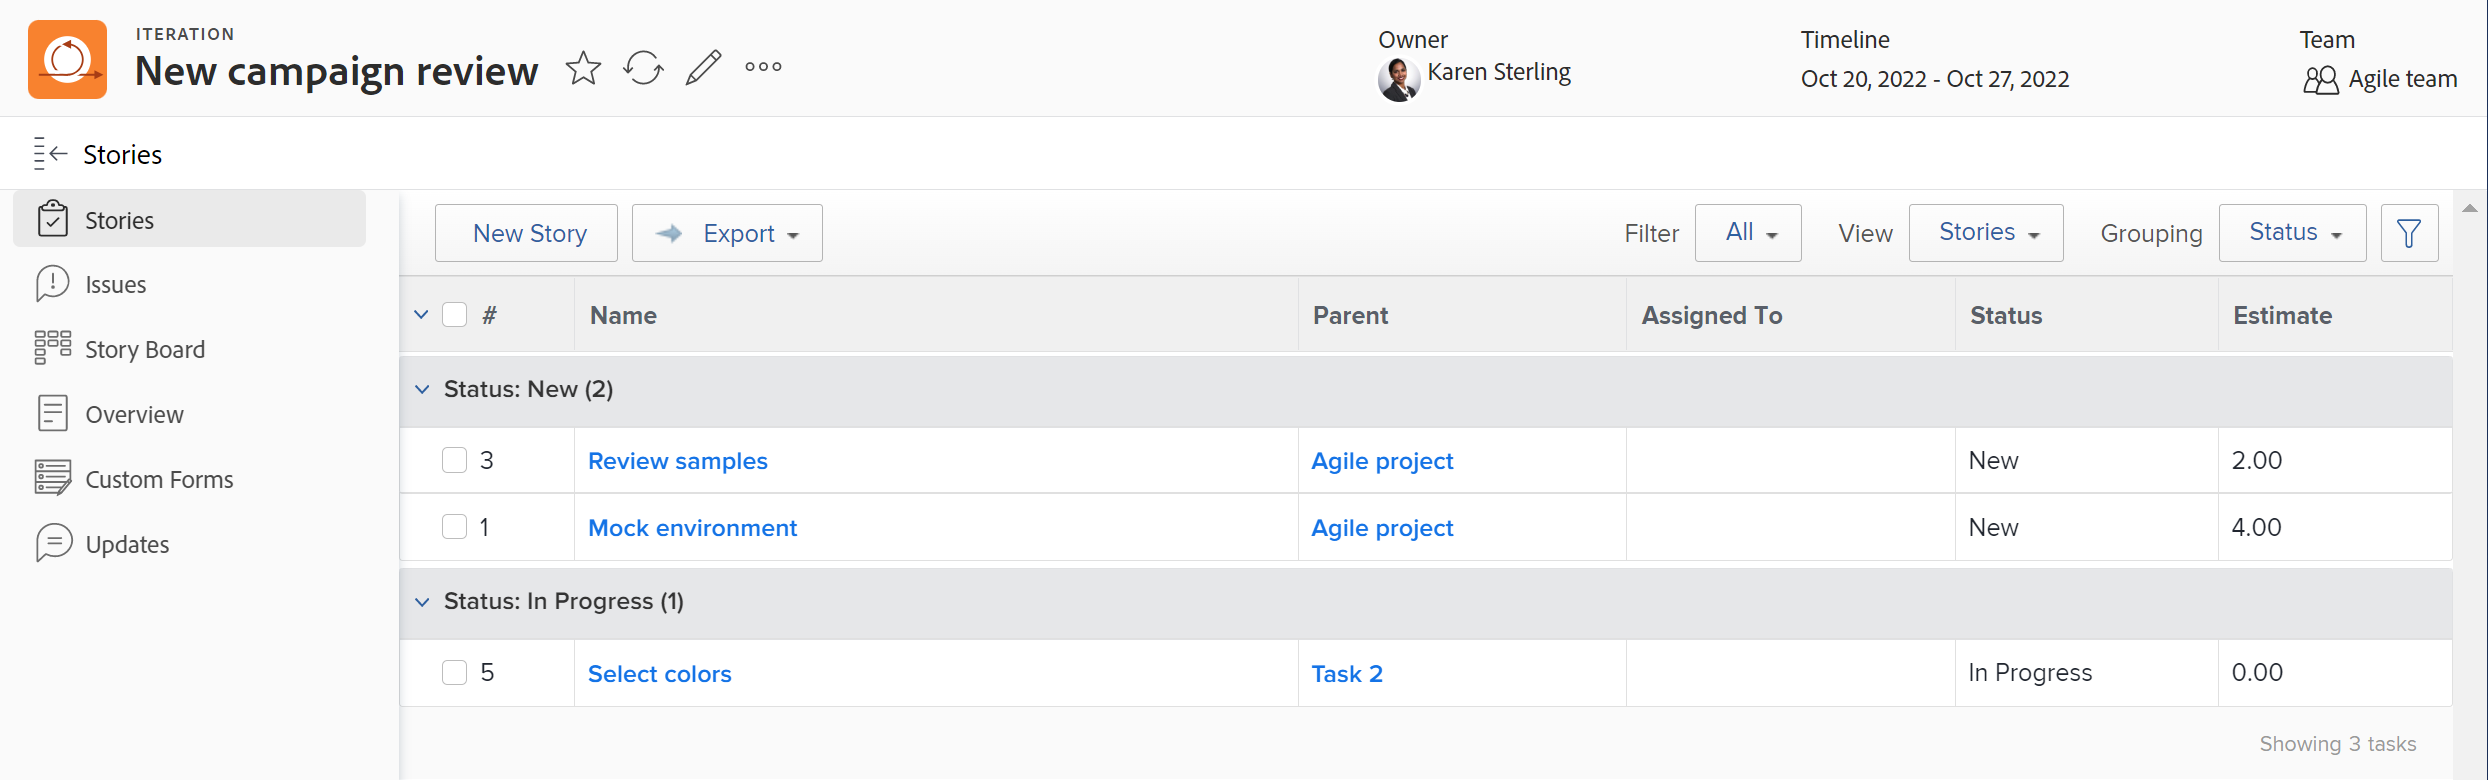 ITERATION
New campaign review
Owner
Karen Sterling
Timeline
Oct 20, 2022 - Oct 27, 2022
Team
Agile team
Stories
Stories
Issues
Story Board
Overview
Custom Forms
Updates
New Story Export Filter All View Stories Grouping Status
# Name Parent Assigned To Status Estimate
Status: New (2)
3 Review samples Agile project New 2.00
1 Mock environment Agile project New 4.00
Status: In Progress (1)
5 Select colors Task 2 In Progress 0.00
Showing 3 tasks